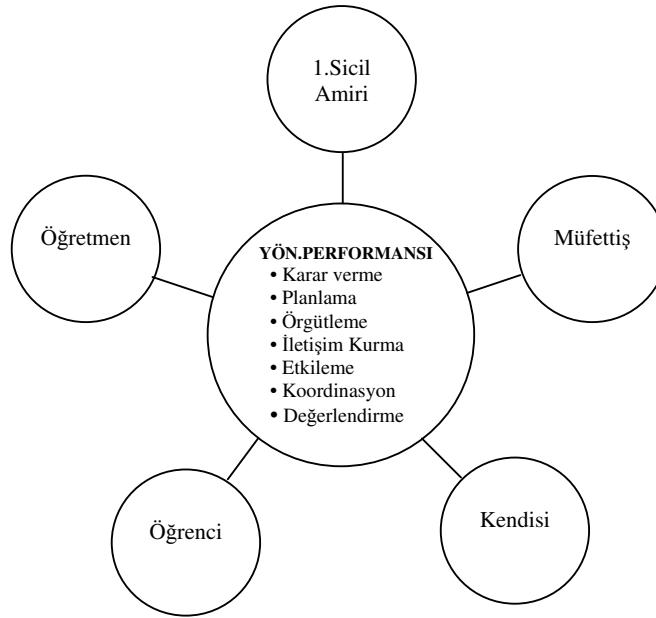 1.Sicil
Amiri
Öğretmen
Müfettiş
YÖN.PERFORMANSI
• Karar verme
• Planlama
• Örgütleme
• İletişim Kurma
• Etkileme
• Koordinasyon
• Değerlendirme
Öğrenci
Kendisi